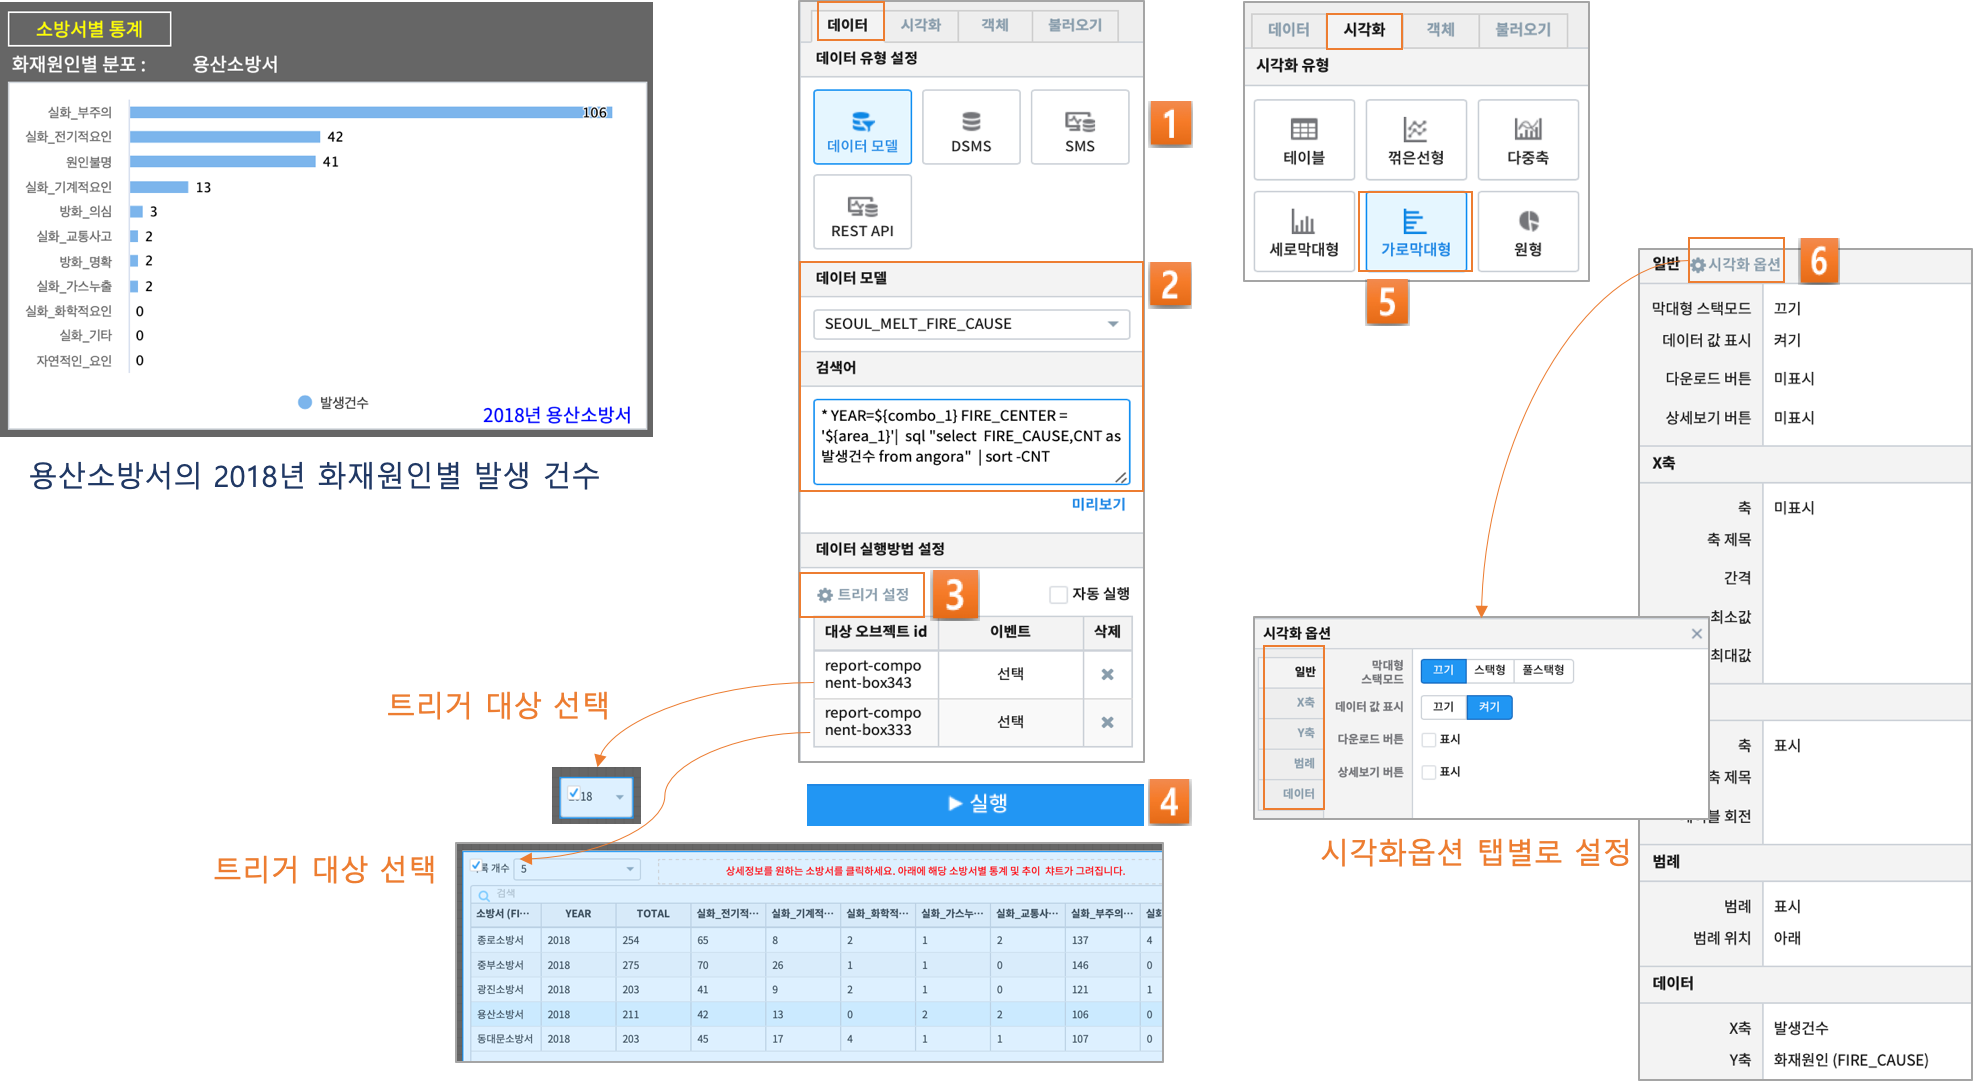 소방서별 통계
화재원인별 분포 : 용산소방서
실화_부주의 106
실화_전기적요인 42
원인불명 41
실화_기계적요인 13
방화_의심 3
실화_교통사고 2
방화_명확 2
실화_가스누출 2
실화_화학적요인 0
실화_기타 0
자연적인_요인 0
발생건수
2018년 용산소방서
용산소방서의 2018년 화재원인별 발생 건수
데이터 시각화 객체 불러오기
데이터 유형 설정
데이터 모델 DSMS SMS
1
REST API
데이터 모델
2
SEOUL_MELT_FIRE_CAUSE
검색어
* YEAR=${combo_1} FIRE_CENTER =
'${area_1}'| sql "select FIRE_CAUSE,CNT as
발생건수 from angora" | sort -CNT
미리보기
데이터 실행방법 설정
트리거 설정
3
자동 실행
대상 오브젝트 id 이벤트 삭제
report-compo
nent-box343
선택
report-compo
nent-box333
선택
실행
4
트리거 대상 선택
트리거 대상 선택
개수 5
상세정보를 원하는 소방서를 클릭하세요. 아래에 해당 소방서별 통계 및 추이 챠트가 그려집니다.
검색
소방서 (FI··· YEAR TOTAL 실화_전기적··· 실화_기계적··· 실화_화학적··· 실화_가스누··· 실화_교통사··· 실화_부주의··· 실화
종로소방서 2018 254 65 8 2 1 2 137 4
중부소방서 2018 275 70 26 1 1 0 146 0
광진소방서 2018 203 41 9 2 1 0 121 1
용산소방서 2018 211 42 13 0 2 2 106 0
동대문소방서 2018 203 45 17 4 1 1 107 0
데이터 시각화 객체 불러오기
시각화 유형
테이블 꺾은선형 다중축
세로막대형 가로막대형 원형
5
일반 시각화 옵션
6
막대형 스택모드 끄기
데이터 값 표시 켜기
다운로드 버튼 미표시
상세보기 버튼 미표시
X축
축 미표시
축 제목
간격
최소값
최대값
축 표시
축 제목
블 회전
범례
범례 표시
범례 위치 아래
데이터
X축 발생건수
Y축 화재원인 (FIRE_CAUSE)
시각화 옵션
일반
X축
Y축
범례
데이터
막대형
스택모드
끄기 스택형 풀스택형
데이터 값 표시 끄기 켜기
다운로드 버튼 표시
상세보기 버튼 표시
시각화옵션 탭별로 설정